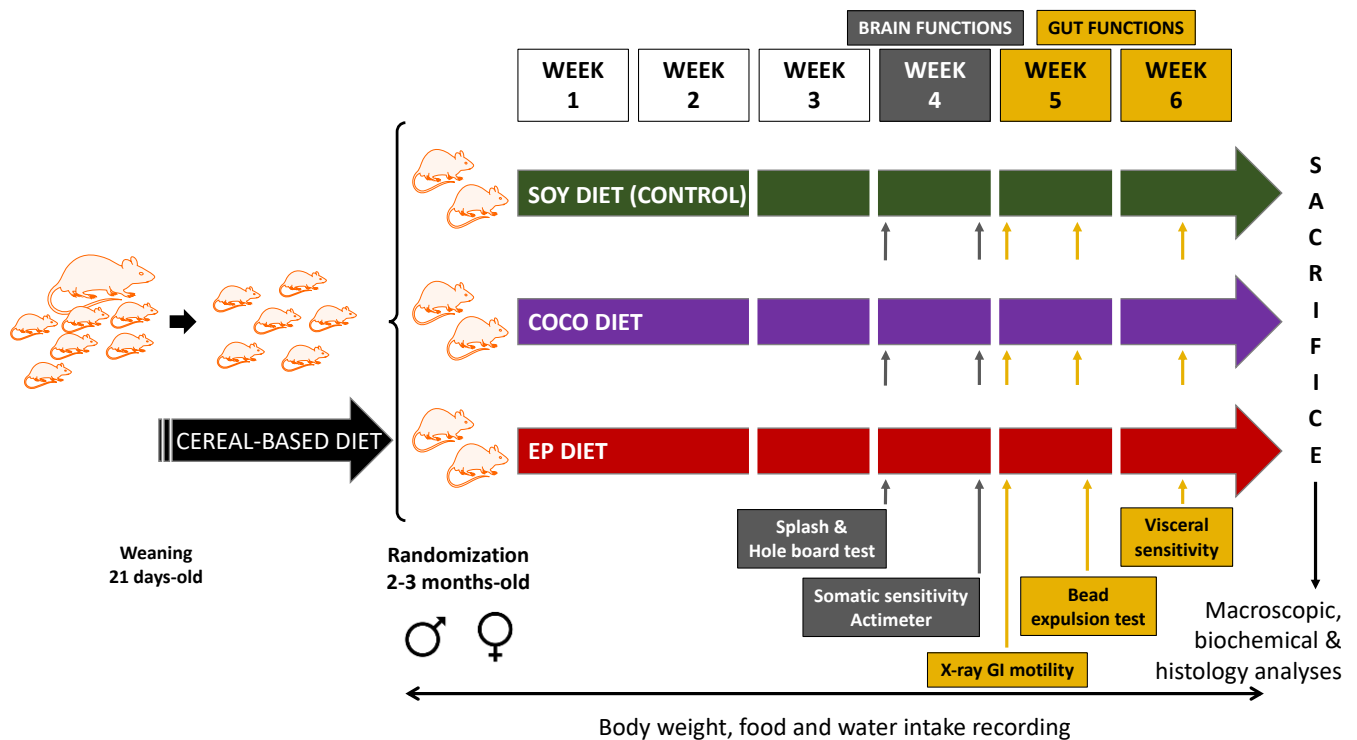 BRAIN FUNCTIONS
GUT FUNCTIONS
WEEK
1
WEEK
2
WEEK
3
WEEK
4
WEEK
5
WEEK
6
SOY DIET (CONTROL)
COCO DIET
EP DIET
CEREAL-BASED DIET
S
A
C
R
I
F
I
C
E
Weaning
21 days-old
Randomization
2-3 months-old
Splash &
Hole board test
Somatic sensitivity
Actimeter
X-ray GI motility
Bead
expulsion test
Visceral
sensitivity
Macroscopic,
biochemical &
histology analyses
Body weight, food and water intake recording